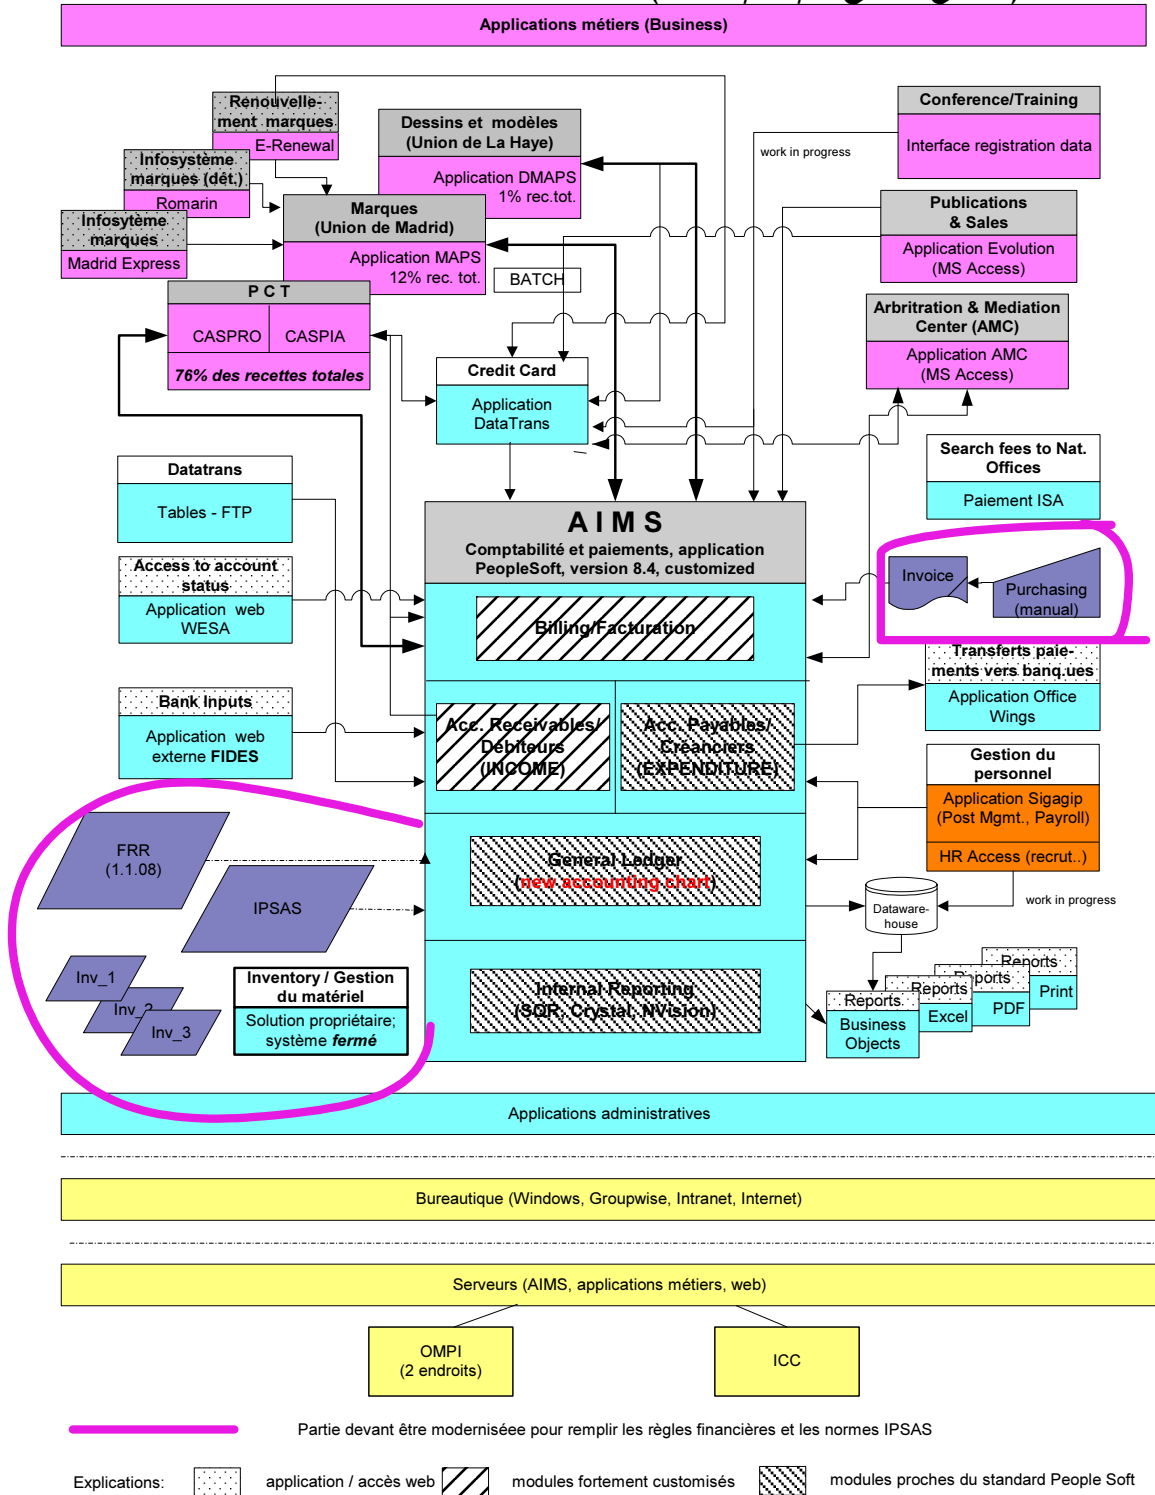 Applications métiers (Business)
Renouvelle-
ment marques
E-Renewal
Dessins et modèles
(Union de La Haye)
Application DMAPS
1% rec.tot.
Conference/Training
Interface registration data
work in progress
Infosystème
marques (dét.)
Romarin
Marques
(Union de Madrid)
Application MAPS
12% rec. tot.
Publications
& Sales
Application Evolution
(MS Access)
Infosytème
marques
Madrid Express
BATCH
P C T
CASPRO
CASPIA
76% des recettes totales
Arbritration & Mediation
Center (AMC)
Application AMC
(MS Access)
Credit Card
Application
DataTrans
Search fees to Nat.
Offices
Paiement ISA
Datatrans
Tables - FTP
A I M S
Comptabilité et paiements, application
PeopleSoft, version 8.4, customized
Access to account
status
Application web
WESA
Invoice
Purchasing
(manual)
Billing/Facturation
Transferts paie-
ments vers banq.ues
Application Office
Wings
Bank Inputs
Application web
externe FIDES
Acc. Receivables/
Débiteurs
(INCOME)
Acc. Payables/
Créanciers
(EXPENDITURE)
Gestion du
personnel
Application Sigagip
(Post Mgmt., Payroll)
HR Access (recrut..)
FRR
(1.1.08)
General Ledger
(new accounting chart)
IPSAS
Dataware-
house
work in progress
Inv_1
Inv_2
Inv_3
Inventory / Gestion
du matériel
Solution propriétaire;
système fermé
Internal Reporting
(SQR, Crystal, NVision)
Reports
Print
Reports
PDF
Reports
Excel
Reports
Business
Objects
Applications administratives
Bureautique (Windows, Groupwise, Intranet, Internet)
Serveurs (AIMS, applications métiers, web)
OMPI
(2 endroits)
ICC
Partie devant être moderniséee pour remplir les règles financières et les normes IPSAS
Explications:
application / accès web
modules fortement customisés
modules proches du standard People Soft